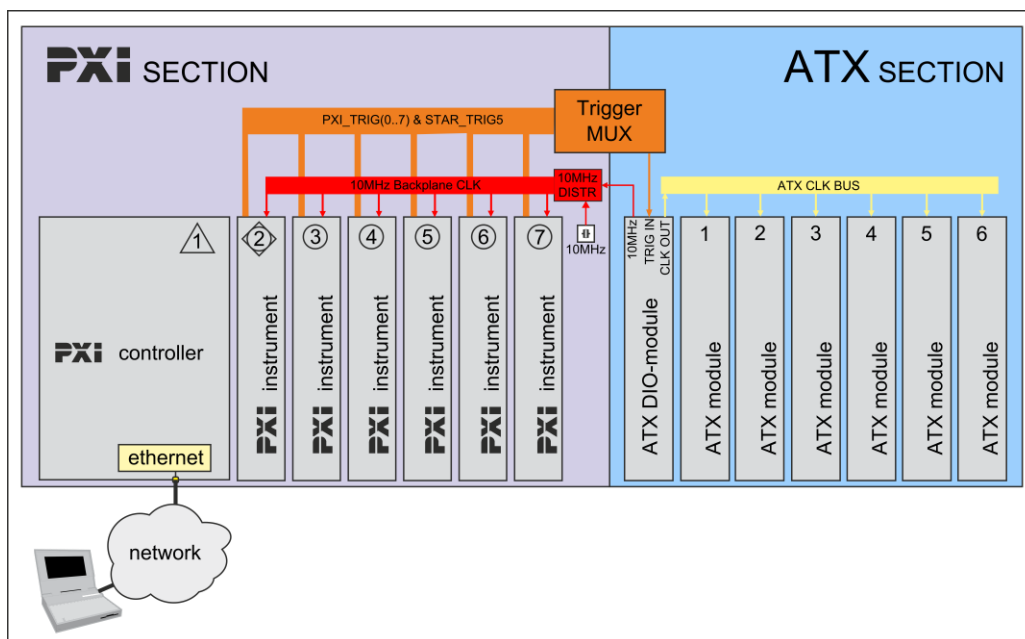 PXI SECTION
ATX SECTION
Trigger
MUX
PXI_TRIG(0..7) & STAR_TRIG5
10MHz Backplane CLK
10MHz
DISTR
ATX CLK BUS
10MHz
1
2
3
4
5
6
7
10MHz
TRIG IN
CLK OUT
1
2
3
4
5
6
PXI controller
PXI instrument
PXI instrument
PXI instrument
PXI instrument
PXI instrument
PXI instrument
ATX DIO-module
ATX module
ATX module
ATX module
ATX module
ATX module
ATX module
ethernet
network